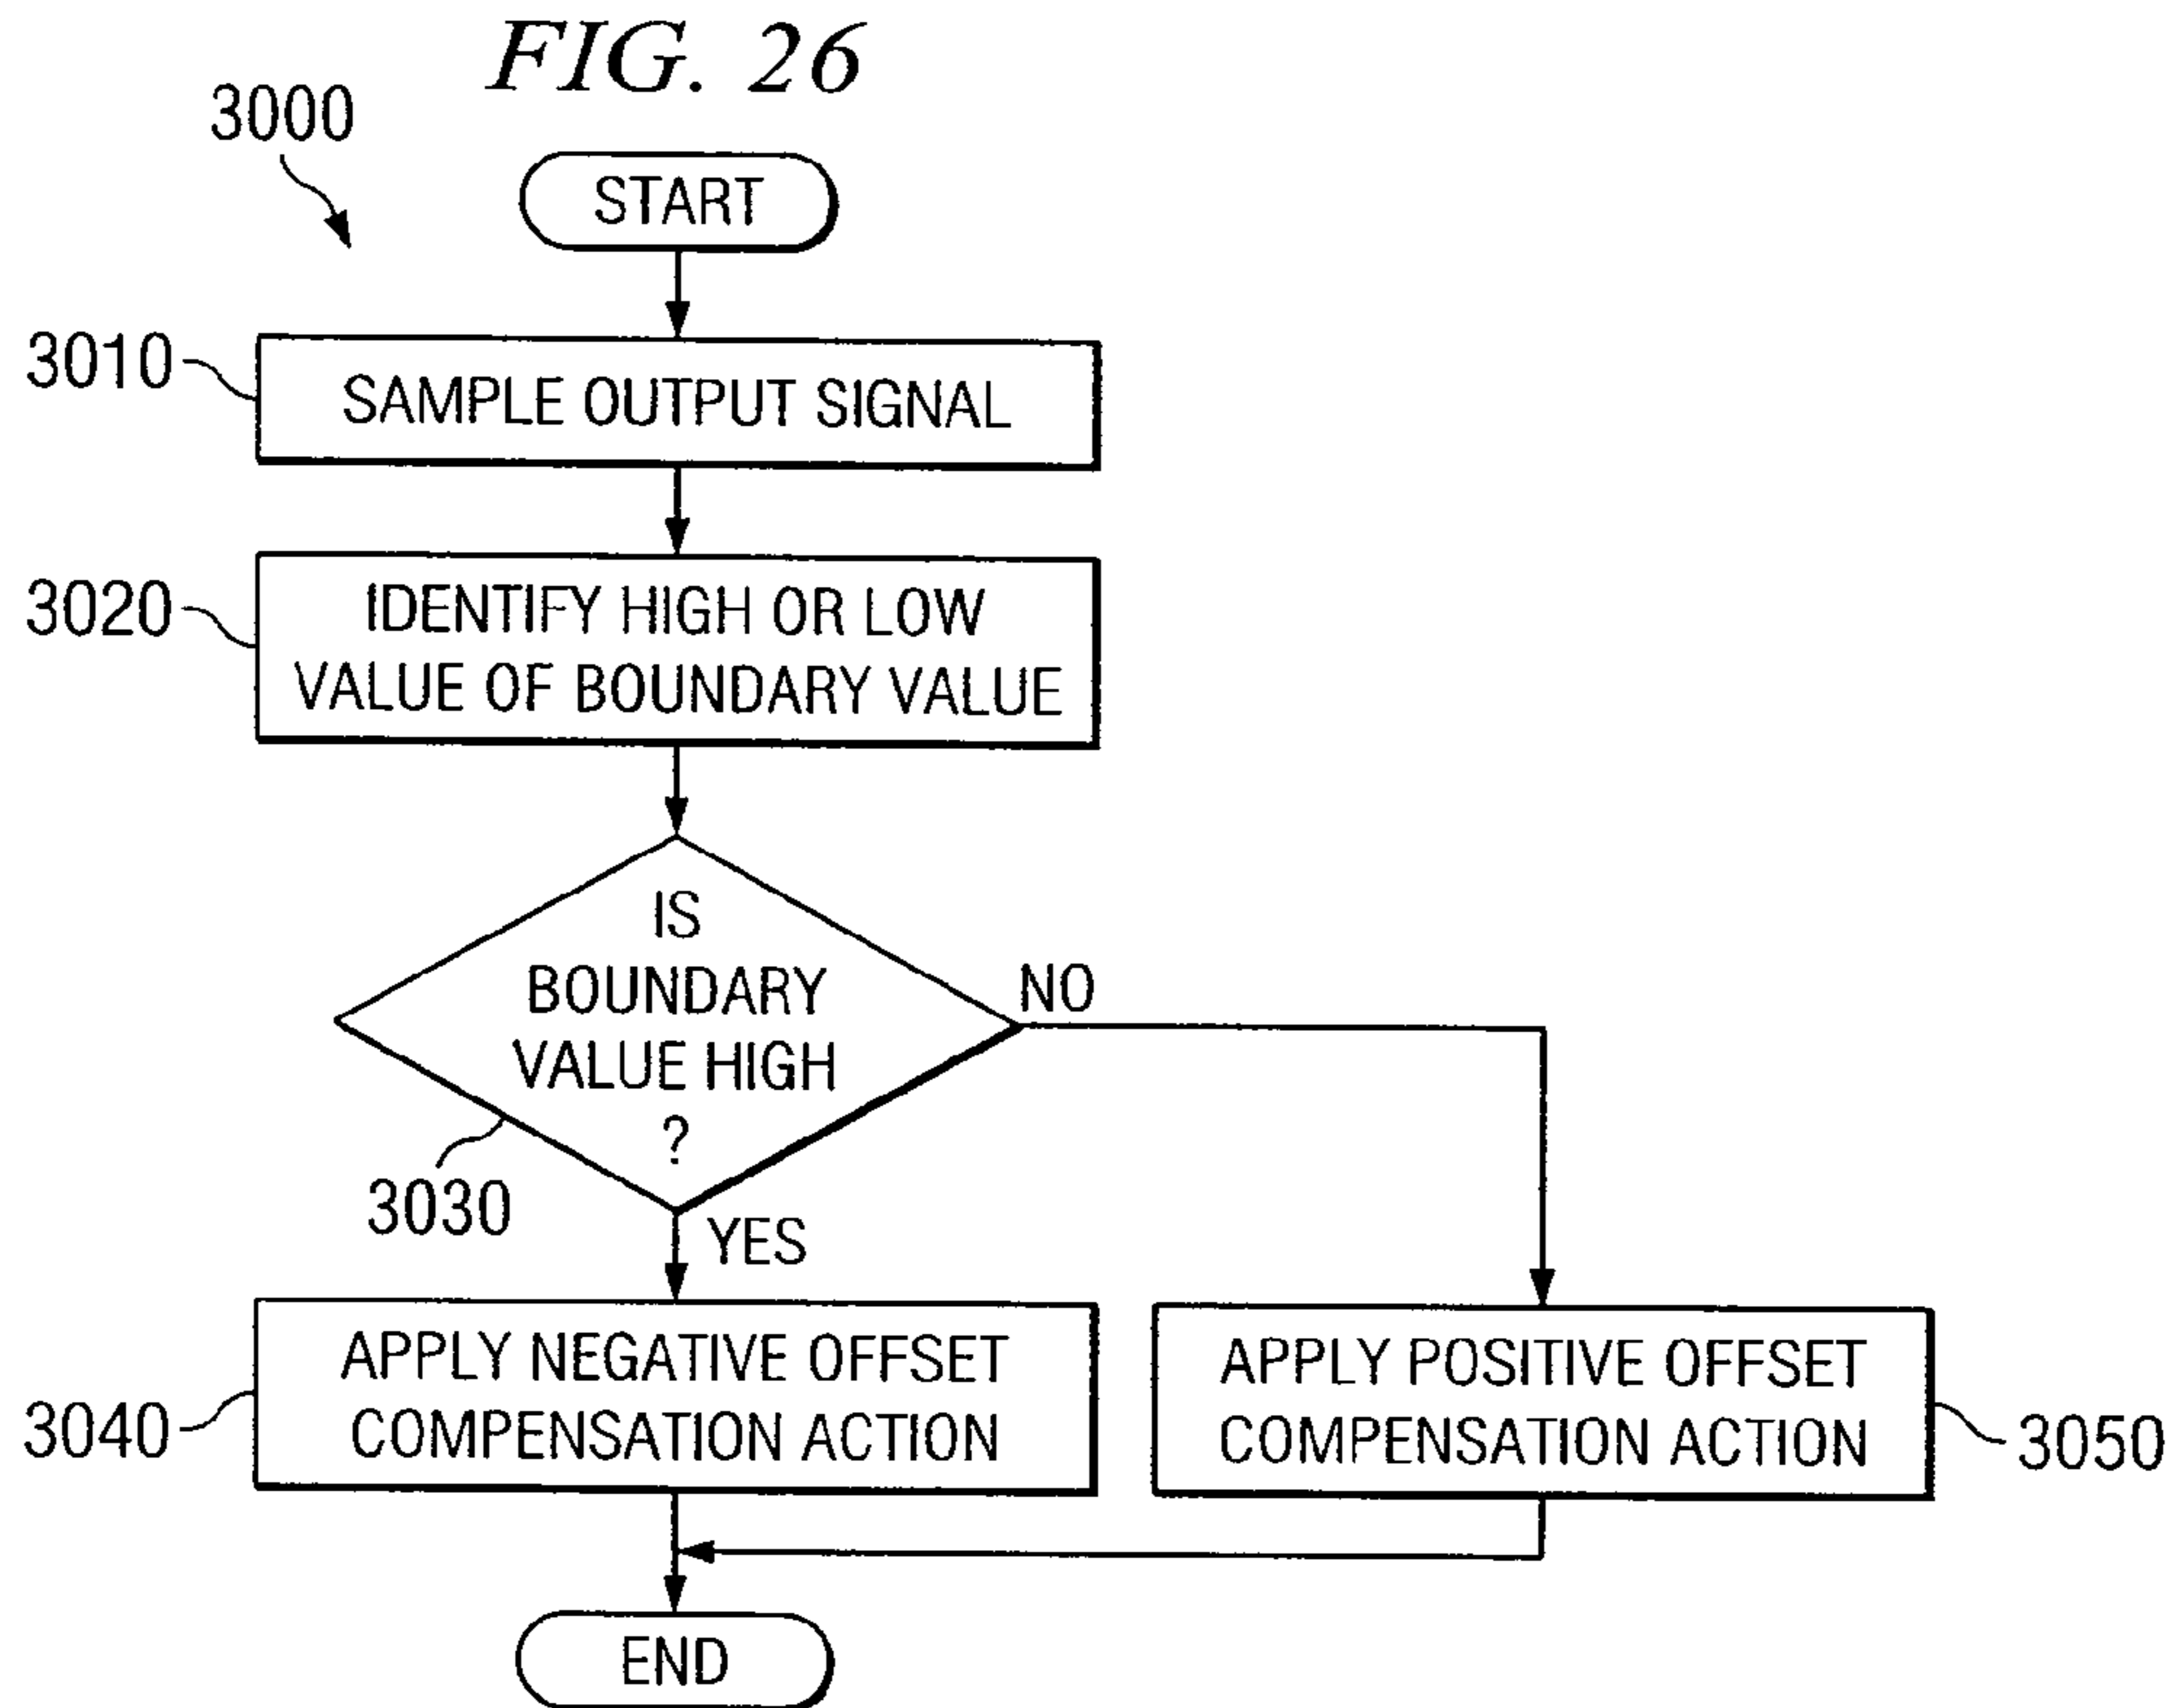 FIG. 26
3000
START
3010
SAMPLE OUTPUT SIGNAL
3020
IDENTIFY HIGH OR LOW
VALUE OF BOUNDARY VALUE
IS
BOUNDARY
VALUE HIGH
?
NO
3030
YES
3040
APPLY NEGATIVE OFFSET
COMPENSATION ACTION
APPLY POSITIVE OFFSET
COMPENSATION ACTION
3050
END